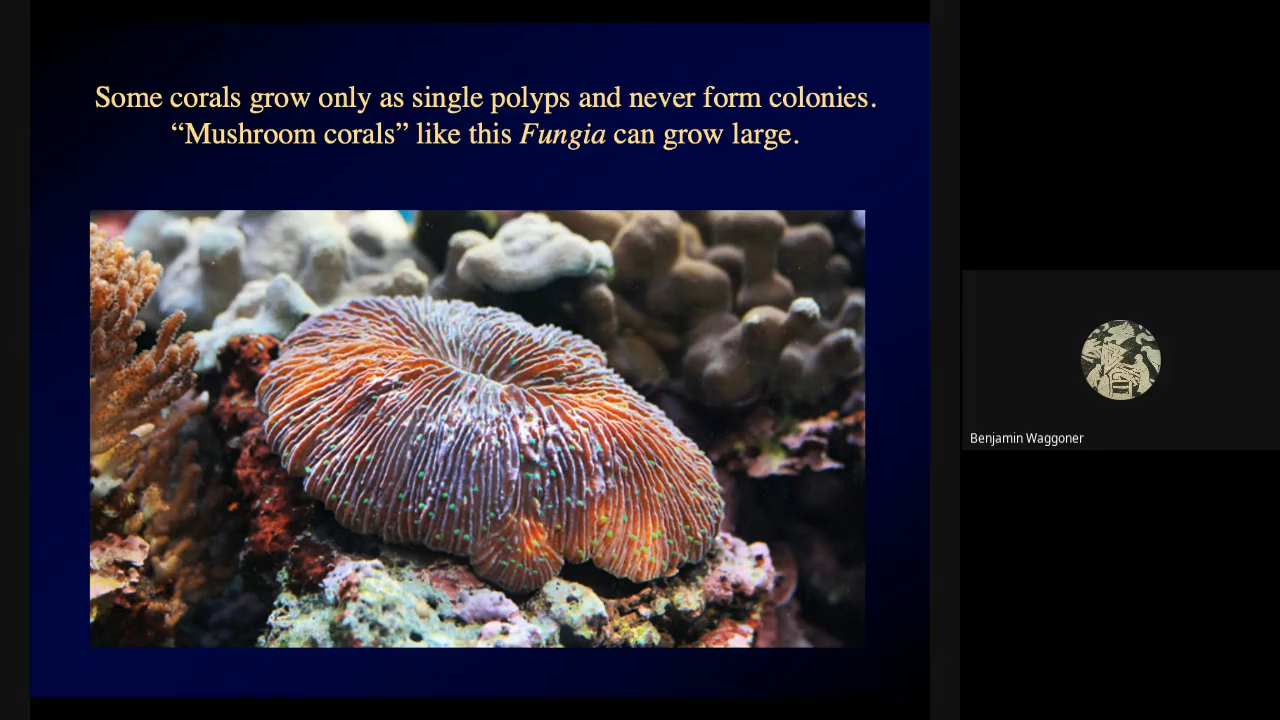 Some corals grow only as single polyps and never form colonies.
“Mushroom corals” like this Fungia can grow large.
Benjamin Waggoner